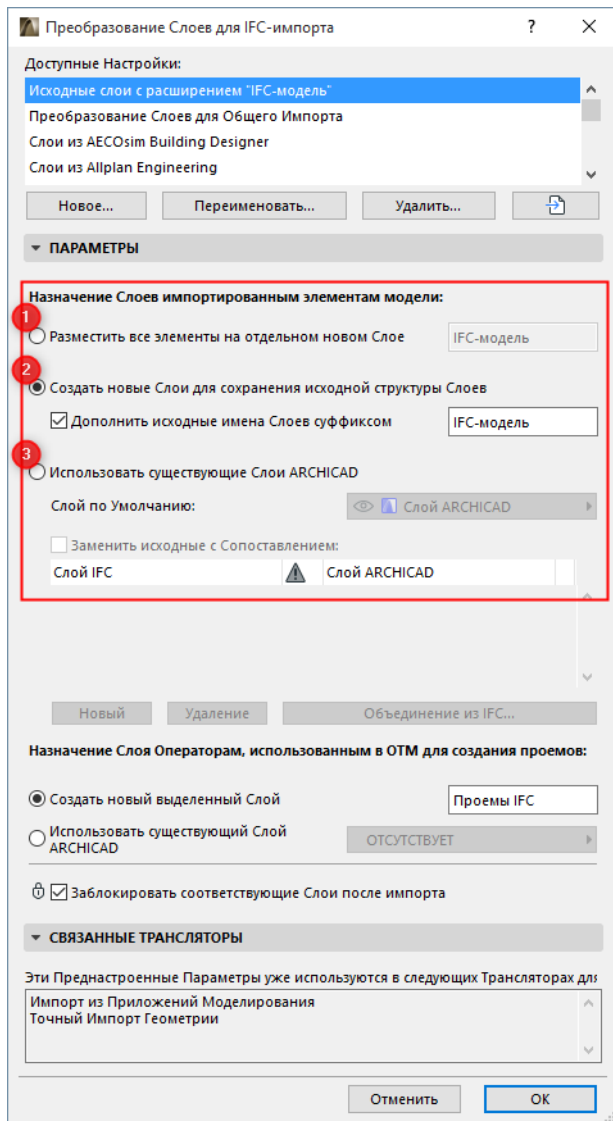 Преобразование Слоев для IFC-импорта ? ×
Доступные Настройки:
Исходные слои с расширением "IFC-модель"
Преобразование Слоев для Общего Импорта
Слои из AECOsim Building Designer
Слои из Allplan Engineering
Новое... Переименовать... Удалить...
ПАРАМЕТРЫ
Назначение Слоев импортированным элементам модели:
1
Разместить все элементы на отдельном новом Слое IFC-модель
2
Создать новые Слои для сохранения исходной структуры Слоев
Дополнить исходные имена Слоев суффиксом IFC-модель
3
Использовать существующие Слои ARCHICAD
Слой по Умолчанию: Слой ARCHICAD
Заменить исходные с Сопоставлением:
Слой IFC Слой ARCHICAD
Новый Удаление Объединение из IFC...
Назначение Слоя Операторам, использованным в ОТМ для создания проемов:
Создать новый выделенный Слой Проемы IFC
Использовать существующий Слой
ARCHICAD ОТСУТСТВУЕТ
Заблокировать соответствующие Слои после импорта
СВЯЗАННЫЕ ТРАНСЛЯТОРЫ
Эти Преднастроенные Параметры уже используются в следующих Трансляторах для
Импорт из Приложений Моделирования
Точный Импорт Геометрии
Отменить OK